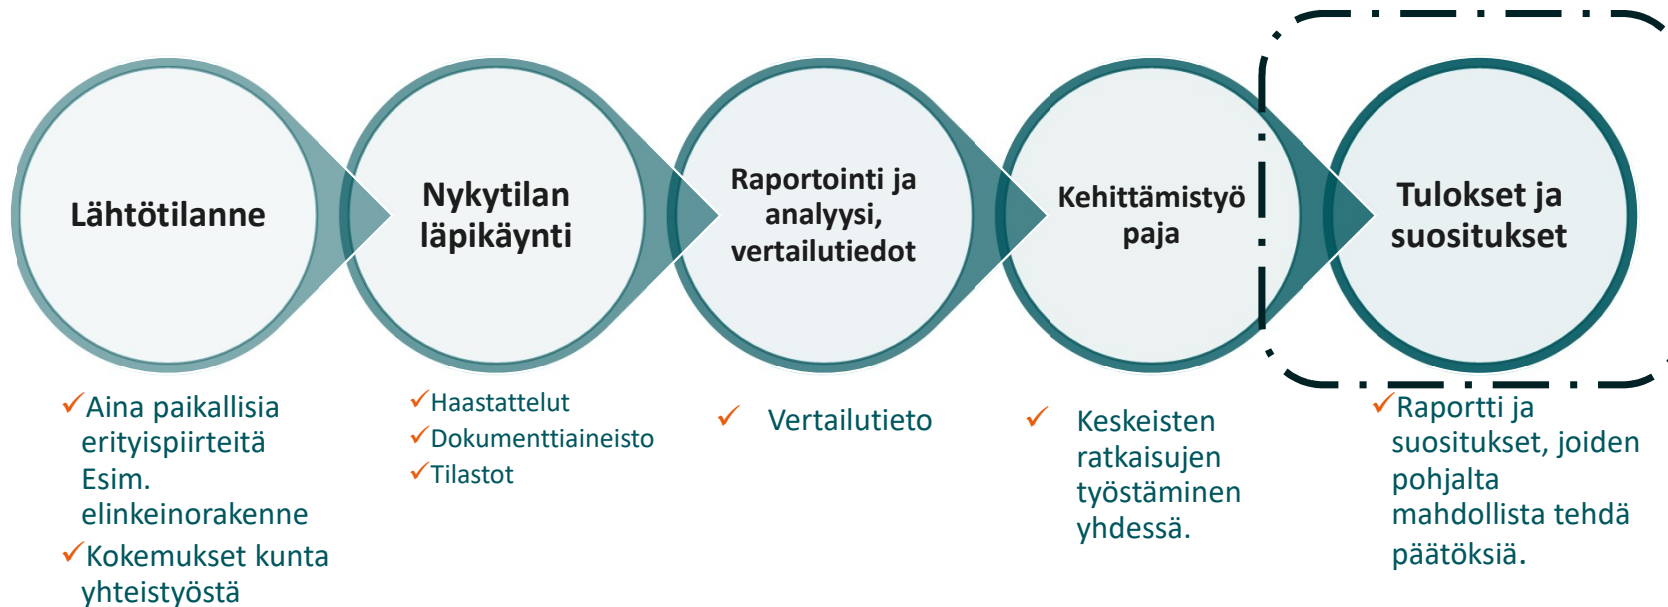 Lähtötilanne
Nykytilan
läpikäynti
Raportointi ja
analyysi,
vertailutiedot
Kehittämistyö
paja
Tulokset ja
suositukset
Aina paikallisia
erityispiirteitä
Esim.
elinkeinorakenne
Kokemukset kunta
yhteistyöstä
Haastattelut
Dokumenttiaineisto
Tilastot
Vertailutieto
Keskeisten
ratkaisujen
työstäminen
yhdessä.
Raportti ja
suositukset, joiden
pohjalta
mahdollista tehdä
päätöksiä.